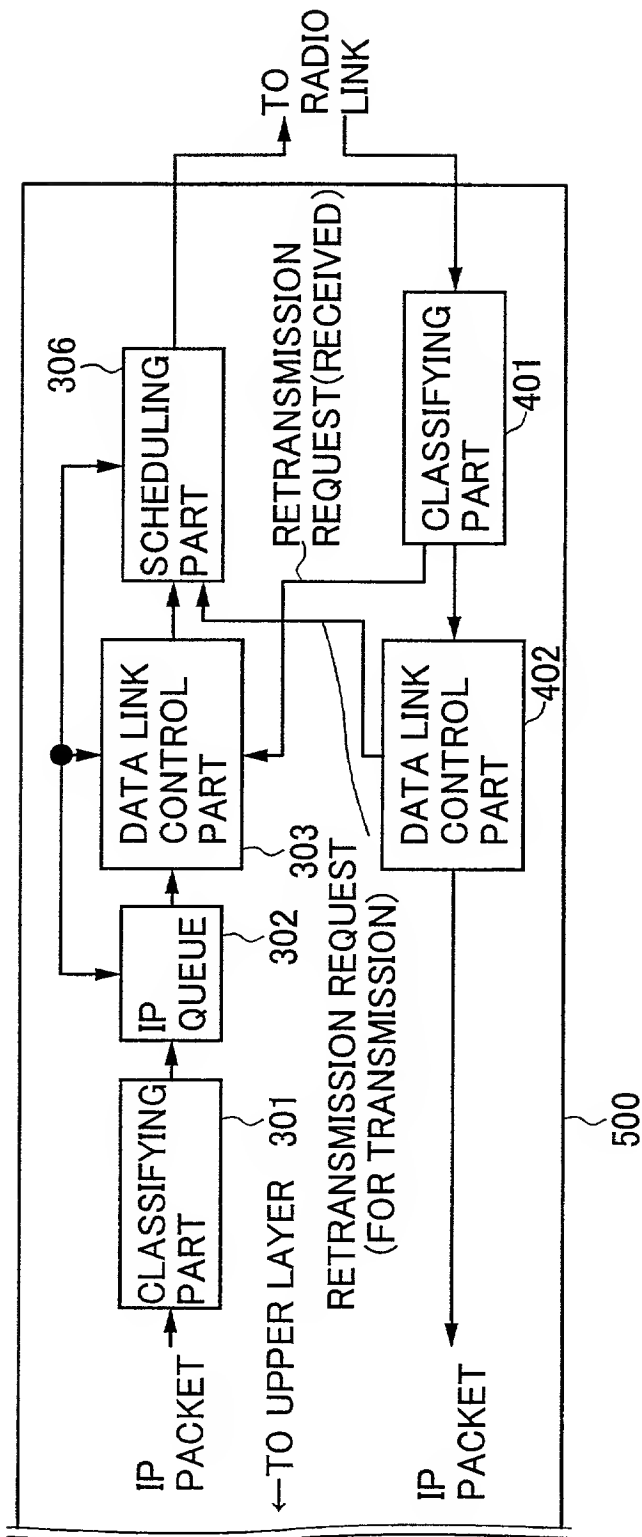 IP
PACKET
CLASSIFYING
PART
301
IP
QUEUE
302
DATA LINK
CONTROL
PART
303
SCHEDULING
PART
306
TO
RADIO
LINK
←TO UPPER LAYER
RETRANSMISSION REQUEST
(FOR TRANSMISSION)
RETRANSMISSION
REQUEST(RECEIVED)
IP
PACKET
DATA LINK
CONTROL
PART
402
CLASSIFYING
PART
401
500